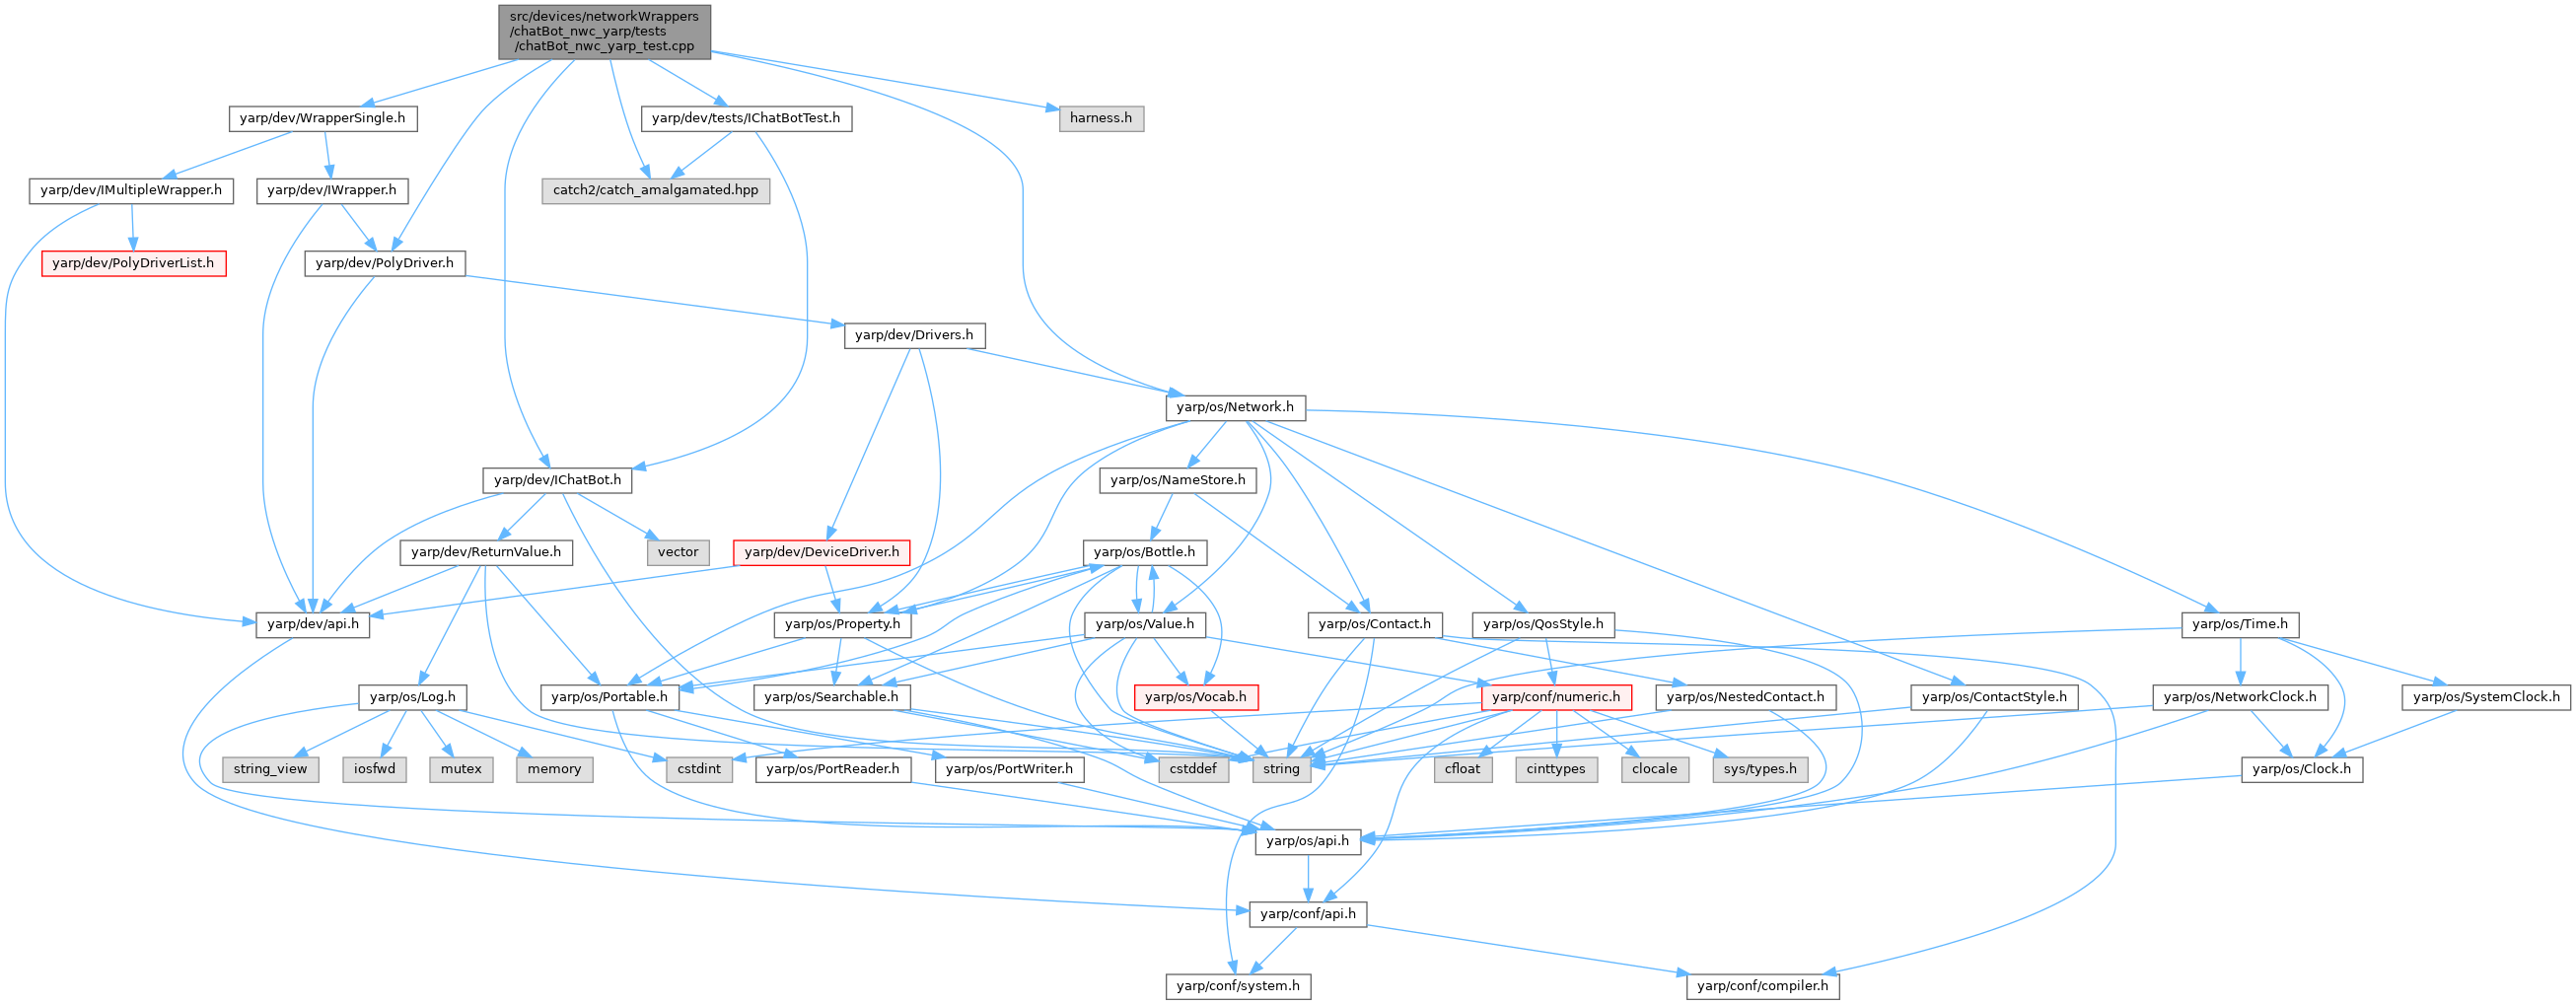 src/devices/networkWrappers
/chatBot_nwc_yarp/tests
/chatBot_nwc_yarp_test.cpp
yarp/dev/WrapperSingle.h
yarp/dev/tests/IChatBotTest.h
harness.h
yarp/dev/IMultipleWrapper.h
yarp/dev/IWrapper.h
catch2/catch_amalgamated.hpp
yarp/dev/PolyDriverList.h
yarp/dev/PolyDriver.h
yarp/dev/Drivers.h
yarp/os/Network.h
yarp/dev/IChatBot.h
yarp/os/NameStore.h
yarp/dev/ReturnValue.h
vector
yarp/dev/DeviceDriver.h
yarp/os/Bottle.h
yarp/dev/api.h
yarp/os/Property.h
yarp/os/Value.h
yarp/os/Contact.h
yarp/os/QosStyle.h
yarp/os/Time.h
yarp/os/Log.h
yarp/os/Portable.h
yarp/os/Searchable.h
yarp/os/Vocab.h
yarp/conf/numeric.h
yarp/os/NestedContact.h
yarp/os/ContactStyle.h
yarp/os/NetworkClock.h
yarp/os/SystemClock.h
string_view
iosfwd
mutex
memory
cstdint
yarp/os/PortReader.h
yarp/os/PortWriter.h
cstddef
string
cfloat
cinttypes
clocale
sys/types.h
yarp/os/Clock.h
yarp/os/api.h
yarp/conf/api.h
yarp/conf/system.h
yarp/conf/compiler.h